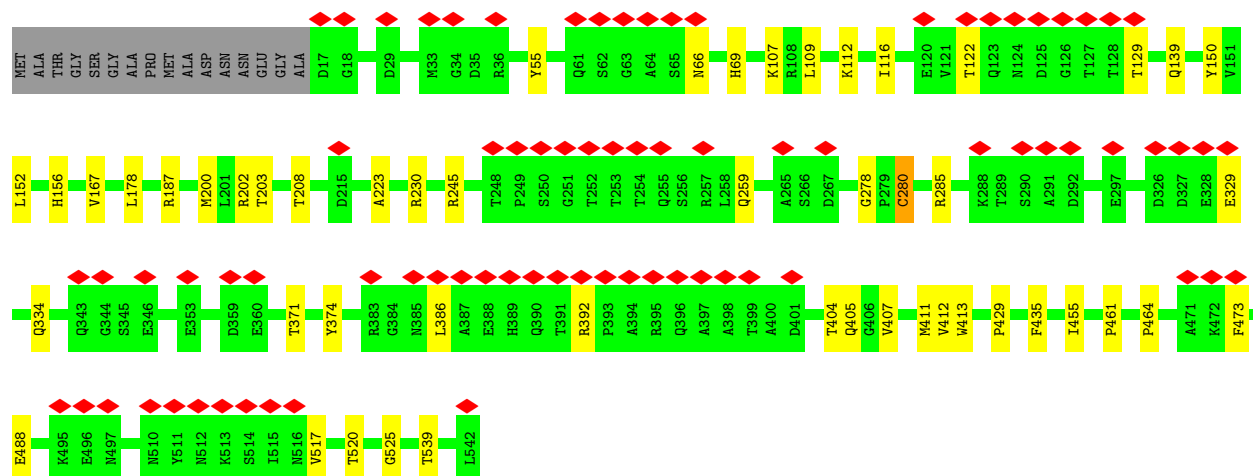 MET ALA THR GLY SER GLY ALA PRO MET ALA ASP ASN ASN GLU GLY ALA D17 G18 D29 M33 G34 D35 R36 Y55 Q61 S62 G63 A64 S65 N66 H69 K107 R108 L109 K112 I116 E120 V121 T122 Q123 N124 D125 G126 T127 T128 T129 Q139 Y150 V151
L152 H156 V167 L178 R187 M200 L201 R202 T203 T208 D215 A223 R230 R245 T248 P249 S250 G251 T252 T253 T254 Q255 S256 R257 L258 Q259 A265 S266 D267 G278 P279 C280 R285 K288 T289 S290 A291 D292 E297 D326 D327 E328 E329
Q334 Q343 G344 S345 E346 E353 D359 E360 T371 Y374 R383 G384 N385 L386 A387 E388 H389 Q390 T391 R392 P393 A394 R395 Q396 A397 A398 T399 A400 D401 T404 Q405 G406 V407 M411 V412 W413 P429 F435 I455 P461 P464 A471 K472 F473
E488 K495 E496 N497 N510 Y511 N512 K513 S514 I515 N516 V517 T520 G525 T539 L542